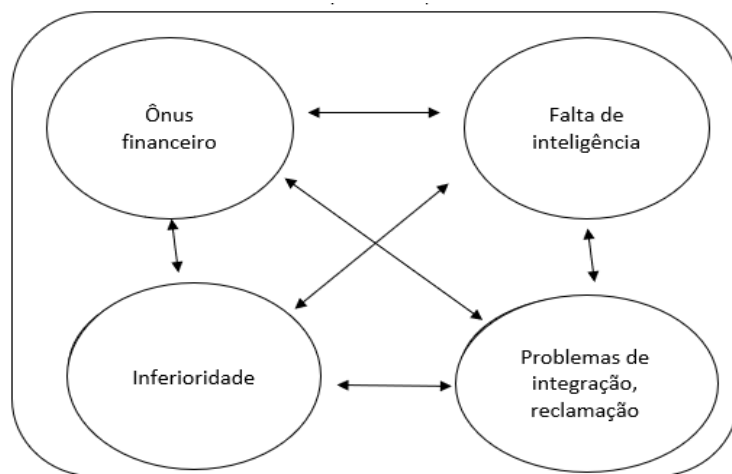 Ônus
financeiro
Falta de
inteligência
Inferioridade
Problemas de
integração,
reclamação